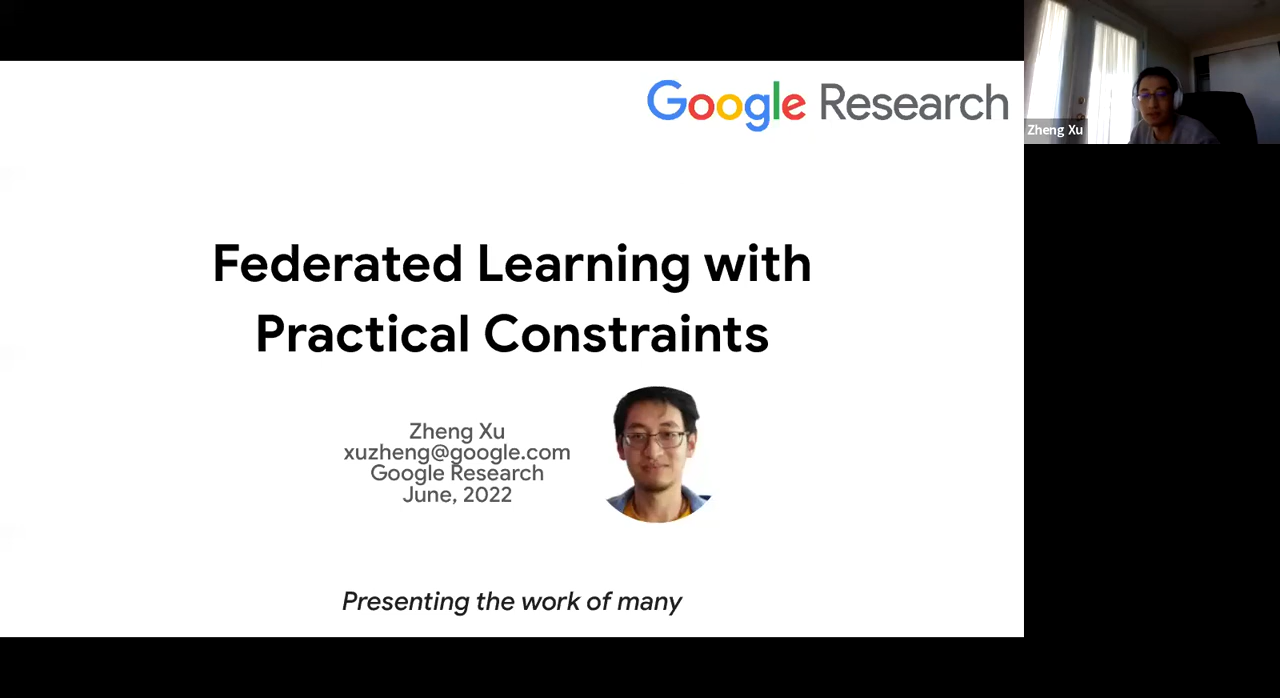 Google Research
Zheng Xu
Federated Learning with
Practical Constraints
Zheng Xu
xuzheng@google.com
Google Research
June, 2022
Presenting the work of many